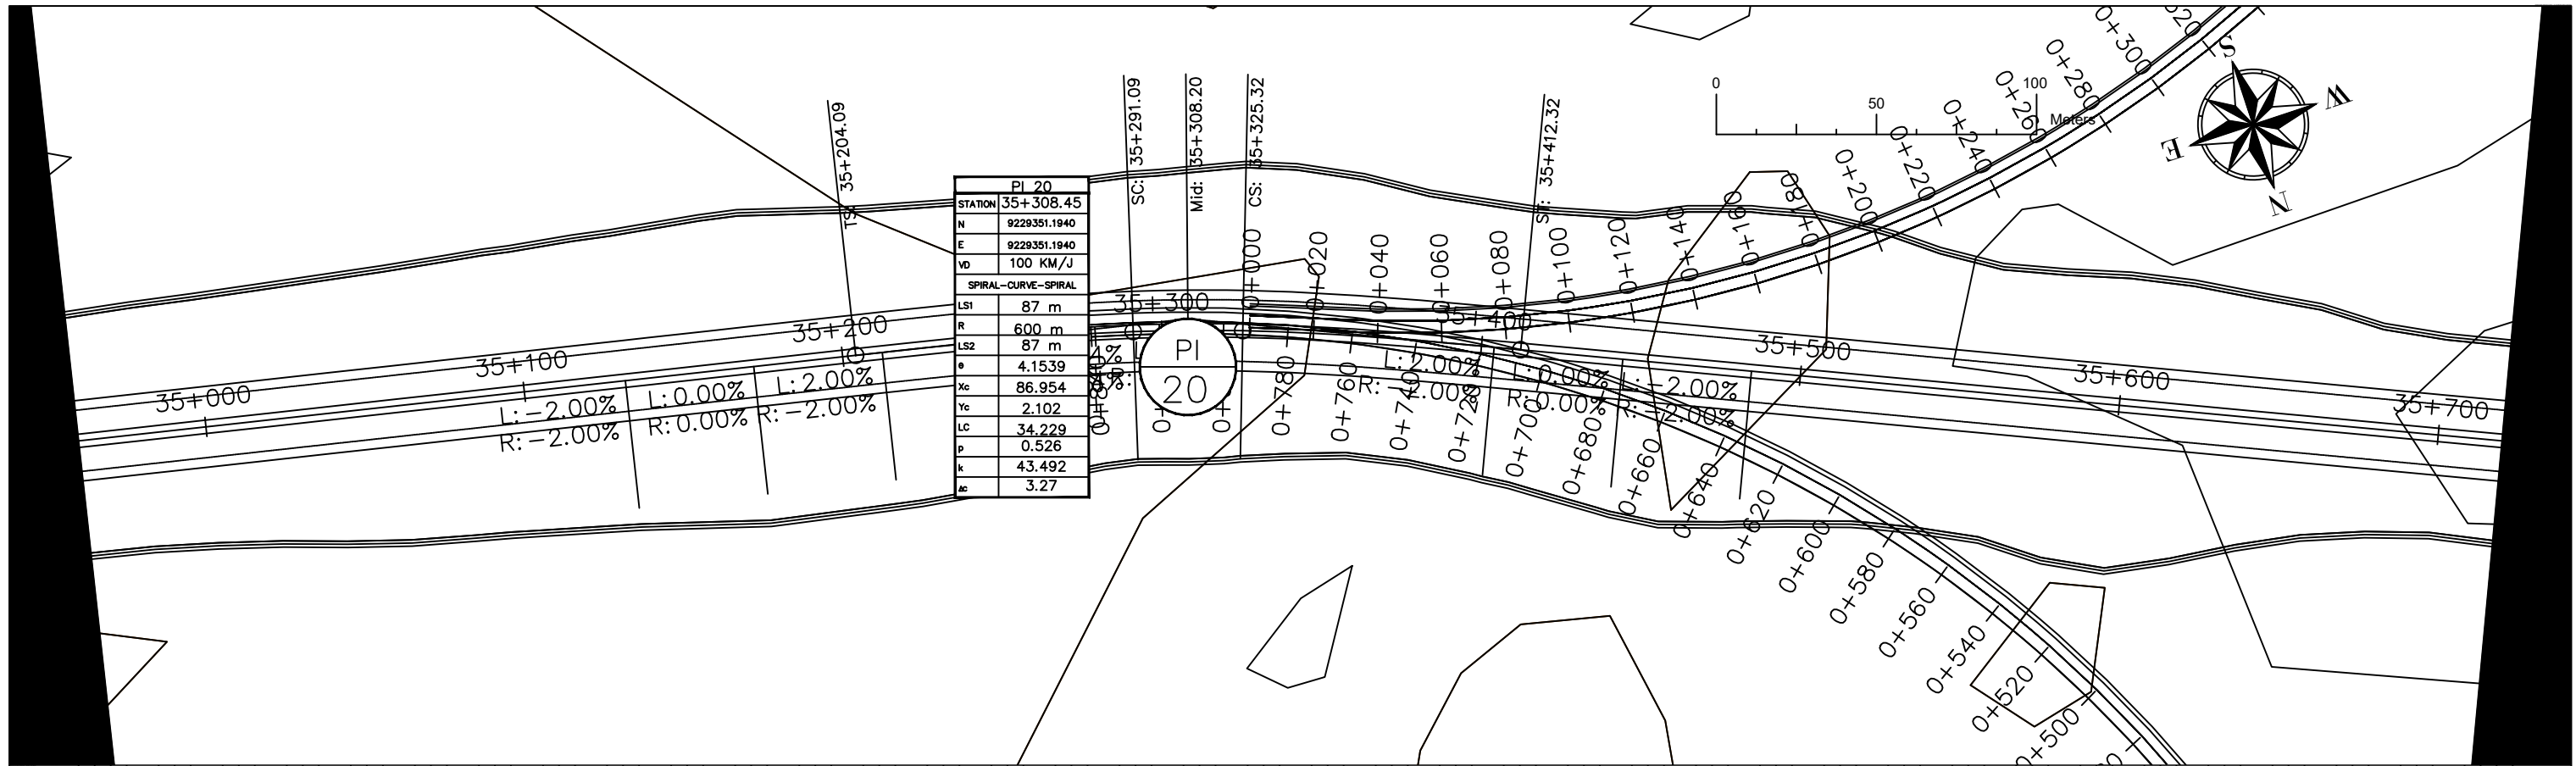 TS: 35+204.09
SC: 35+291.09
Mid: 35+308.20
CS: 35+325.32
ST: 35+412.32
0
50
100
Meters
S
W
E
N
PI 20
STATION 35+308.45
N 9229351.1940
E 9229351.1940
VD 100 KM/J
SPIRAL-CURVE-SPIRAL
LS1 87 m
R 600 m
LS2 87 m
θ 4.1539
Xc 86.954
Yc 2.102
LC 34.229
p 0.526
k 43.492
Δc 3.27
PI
20
35+000
35+100
35+200
35+300
35+400
35+500
35+600
35+700
L: -2.00%
R: -2.00%
L: 0.00%
R: 0.00%
L: 2.00%
R: -2.00%
L: 2.00%
R: -2.00%
L: 0.00%
R: 0.00%
L: -2.00%
R: -2.00%
0+000
0+020
0+040
0+060
0+080
0+100
0+120
0+140
0+160
0+180
0+200
0+220
0+240
0+260
0+280
0+300
0+780
0+760
0+740
0+720
0+700
0+680
0+660
0+640
0+620
0+600
0+580
0+560
0+540
0+520
0+500